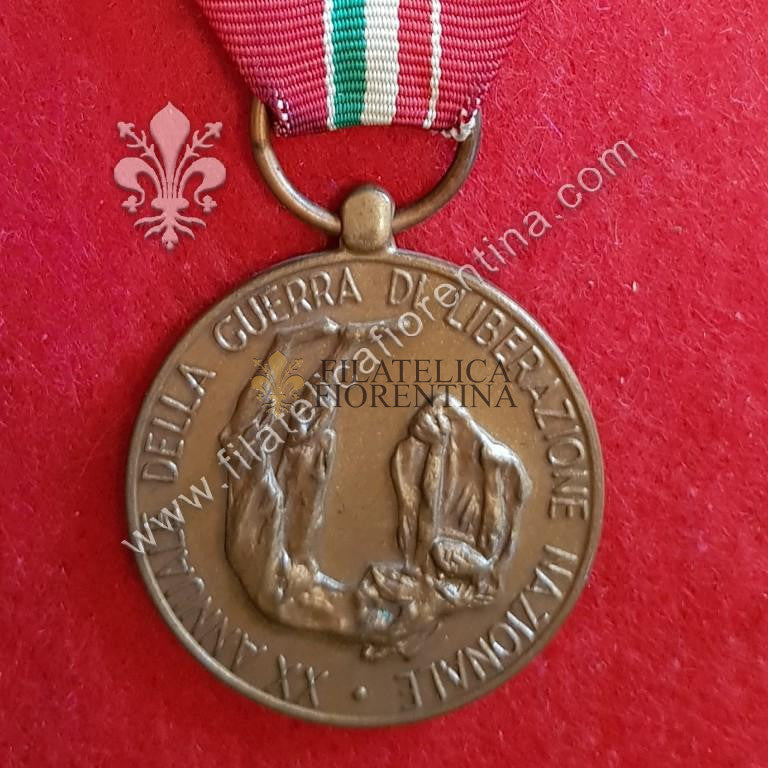 XX ANNUALE DELLA GUERRA DI LIBERAZIONE NAZIONALE •
FILATELICA
FIORENTINA
www.filatelicafiorentina.com